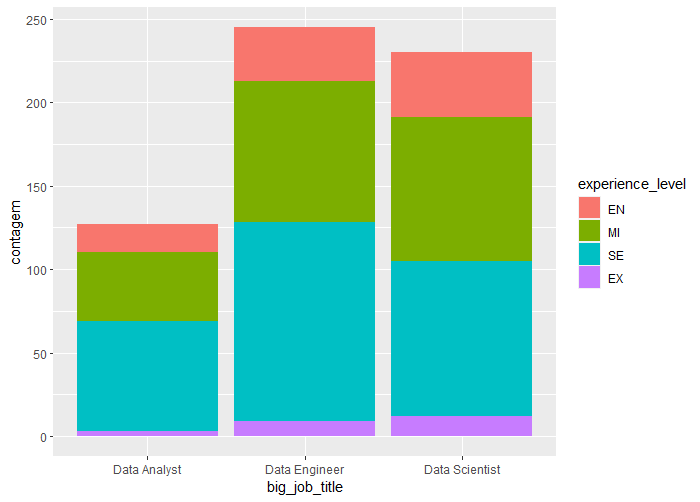 250
200
150
100
50
0
contagem
Data Analyst
Data Engineer
Data Scientist
big_job_title
experience_level
EN
MI
SE
EX